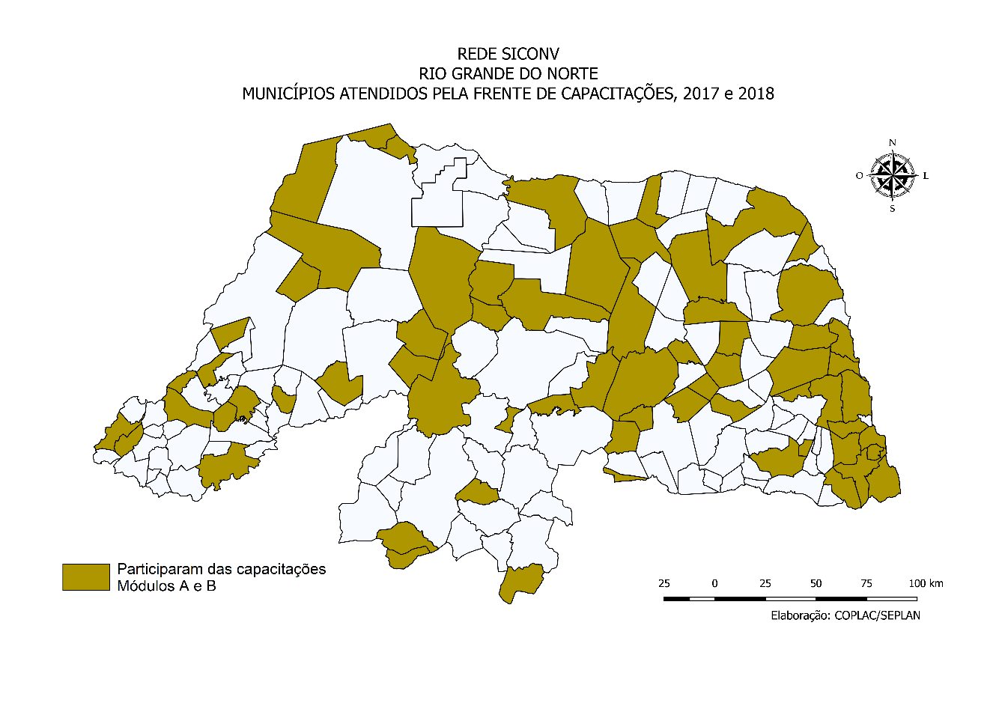 REDE SICONV
RIO GRANDE DO NORTE
MUNICÍPIOS ATENDIDOS PELA FRENTE DE CAPACITAÇÕES, 2017 e 2018
N
O L
S
Participaram das capacitações
Módulos A e B
25 0 25 50 75 100 km
Elaboração: COPLAC/SEPLAN